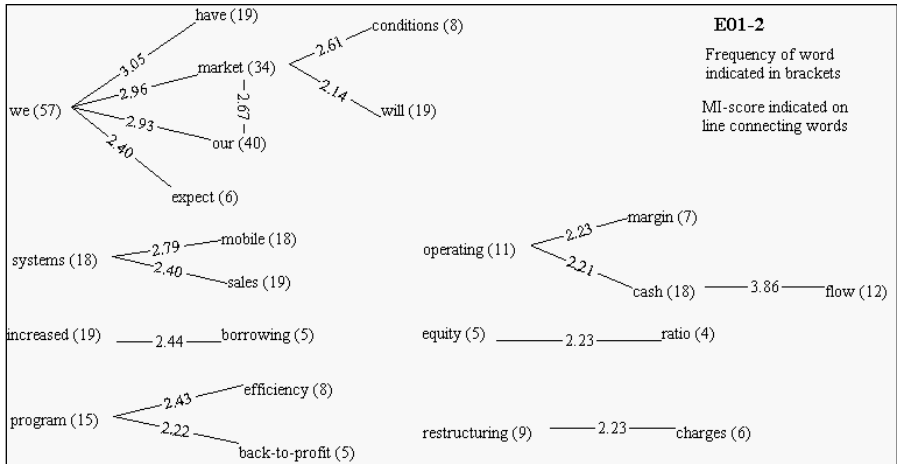 have (19)
conditions (8)
E01-2
Frequency of word
indicated in brackets
3.05
2.61
market (34)
2.96
2.14
MI-score indicated on
line connecting words
we (57)
2.67
will (19)
2.93
our (40)
2.40
expect (6)
margin (7)
mobile (18)
2.79
2.23
systems (18)
operating (11)
2.40
2.21
sales (19)
cash (18)
3.86
flow (12)
increased (19)
2.44
borrowing (5)
equity (5)
2.23
ratio (4)
efficiency (8)
2.43
program (15)
2.22
restructuring (9)
2.23
charges (6)
back-to-profit (5)